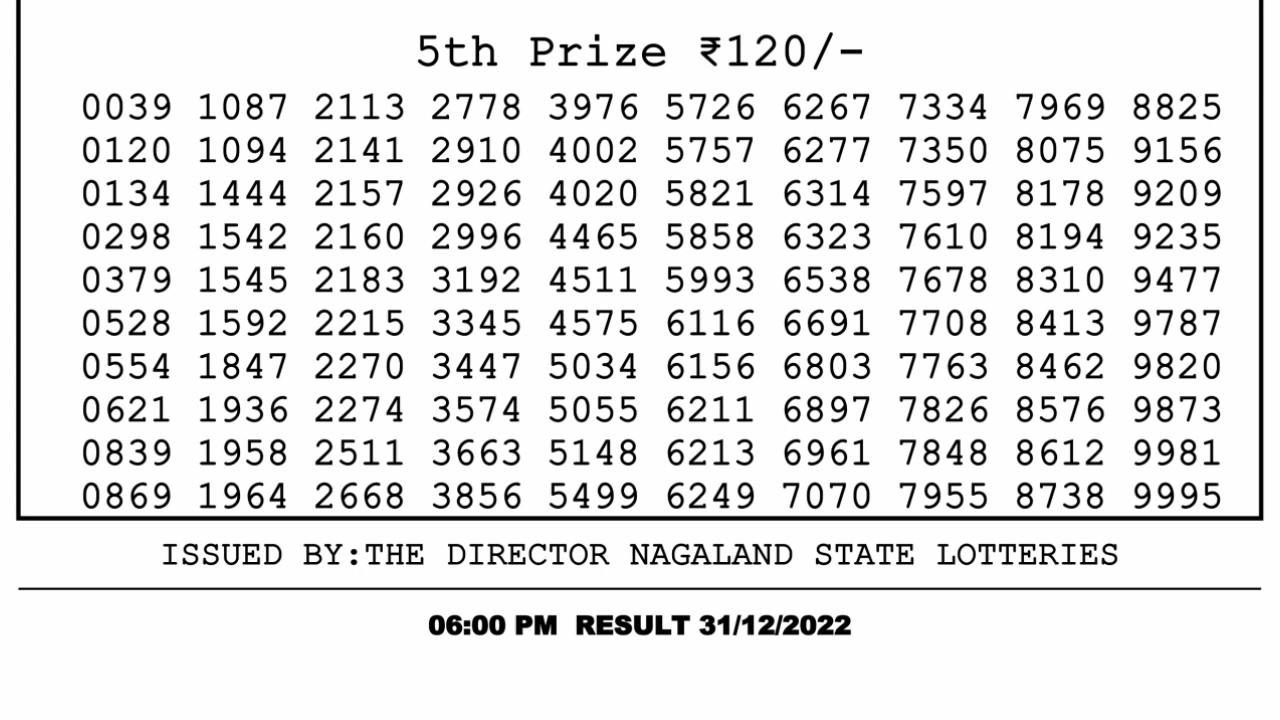 5th Prize ₹120/-
0039 1087 2113 2778 3976 5726 6267 7334 7969 8825
0120 1094 2141 2910 4002 5757 6277 7350 8075 9156
0134 1444 2157 2926 4020 5821 6314 7597 8178 9209
0298 1542 2160 2996 4465 5858 6323 7610 8194 9235
0379 1545 2183 3192 4511 5993 6538 7678 8310 9477
0528 1592 2215 3345 4575 6116 6691 7708 8413 9787
0554 1847 2270 3447 5034 6156 6803 7763 8462 9820
0621 1936 2274 3574 5055 6211 6897 7826 8576 9873
0839 1958 2511 3663 5148 6213 6961 7848 8612 9981
0869 1964 2668 3856 5499 6249 7070 7955 8738 9995
ISSUED BY:THE DIRECTOR NAGALAND STATE LOTTERIES
06:00 PM RESULT 31/12/2022